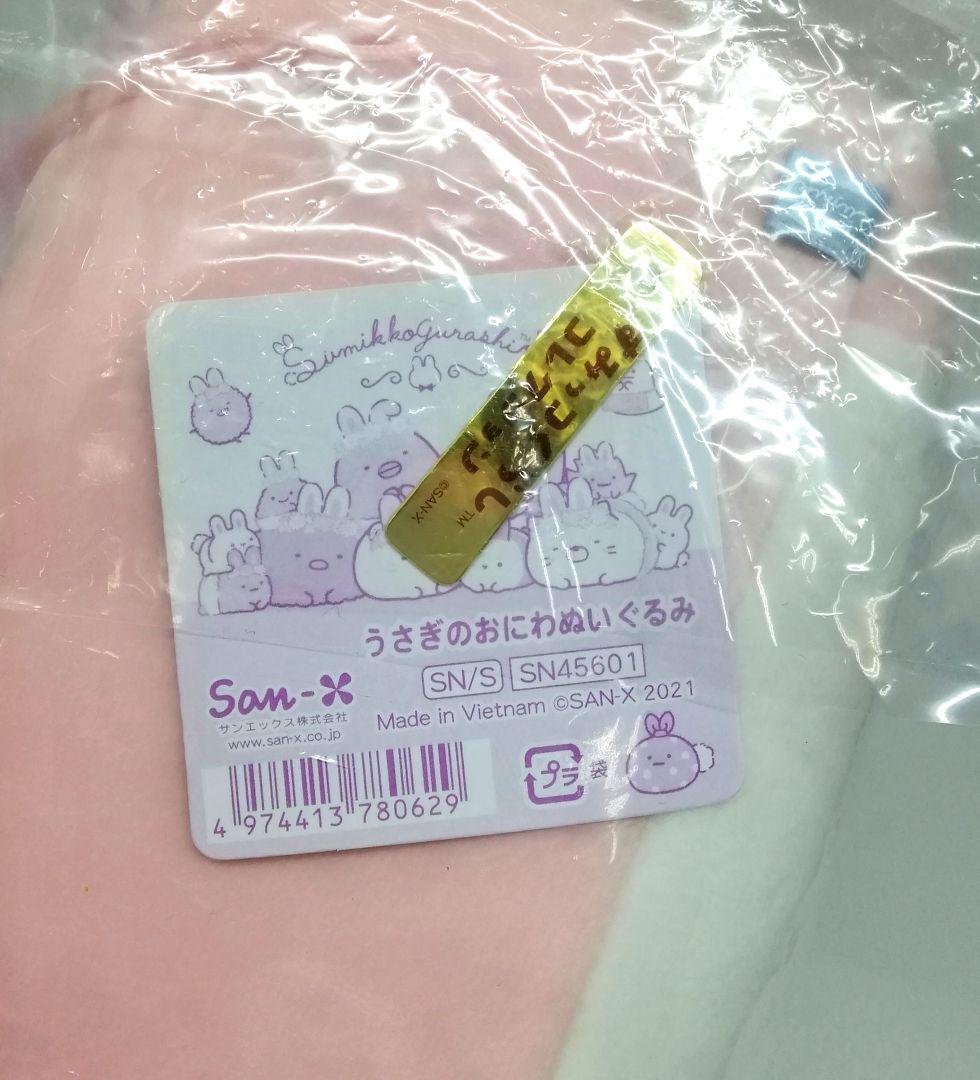 Sumikkogurashi
うさぎのおにわぬいぐるみ
SN/S SN45601
Made in Vietnam ©SAN-X 2021
San-X
サンエックス株式会社
www.san-x.co.jp
4 974413 780629
プラ 袋
©SAN-X
TM